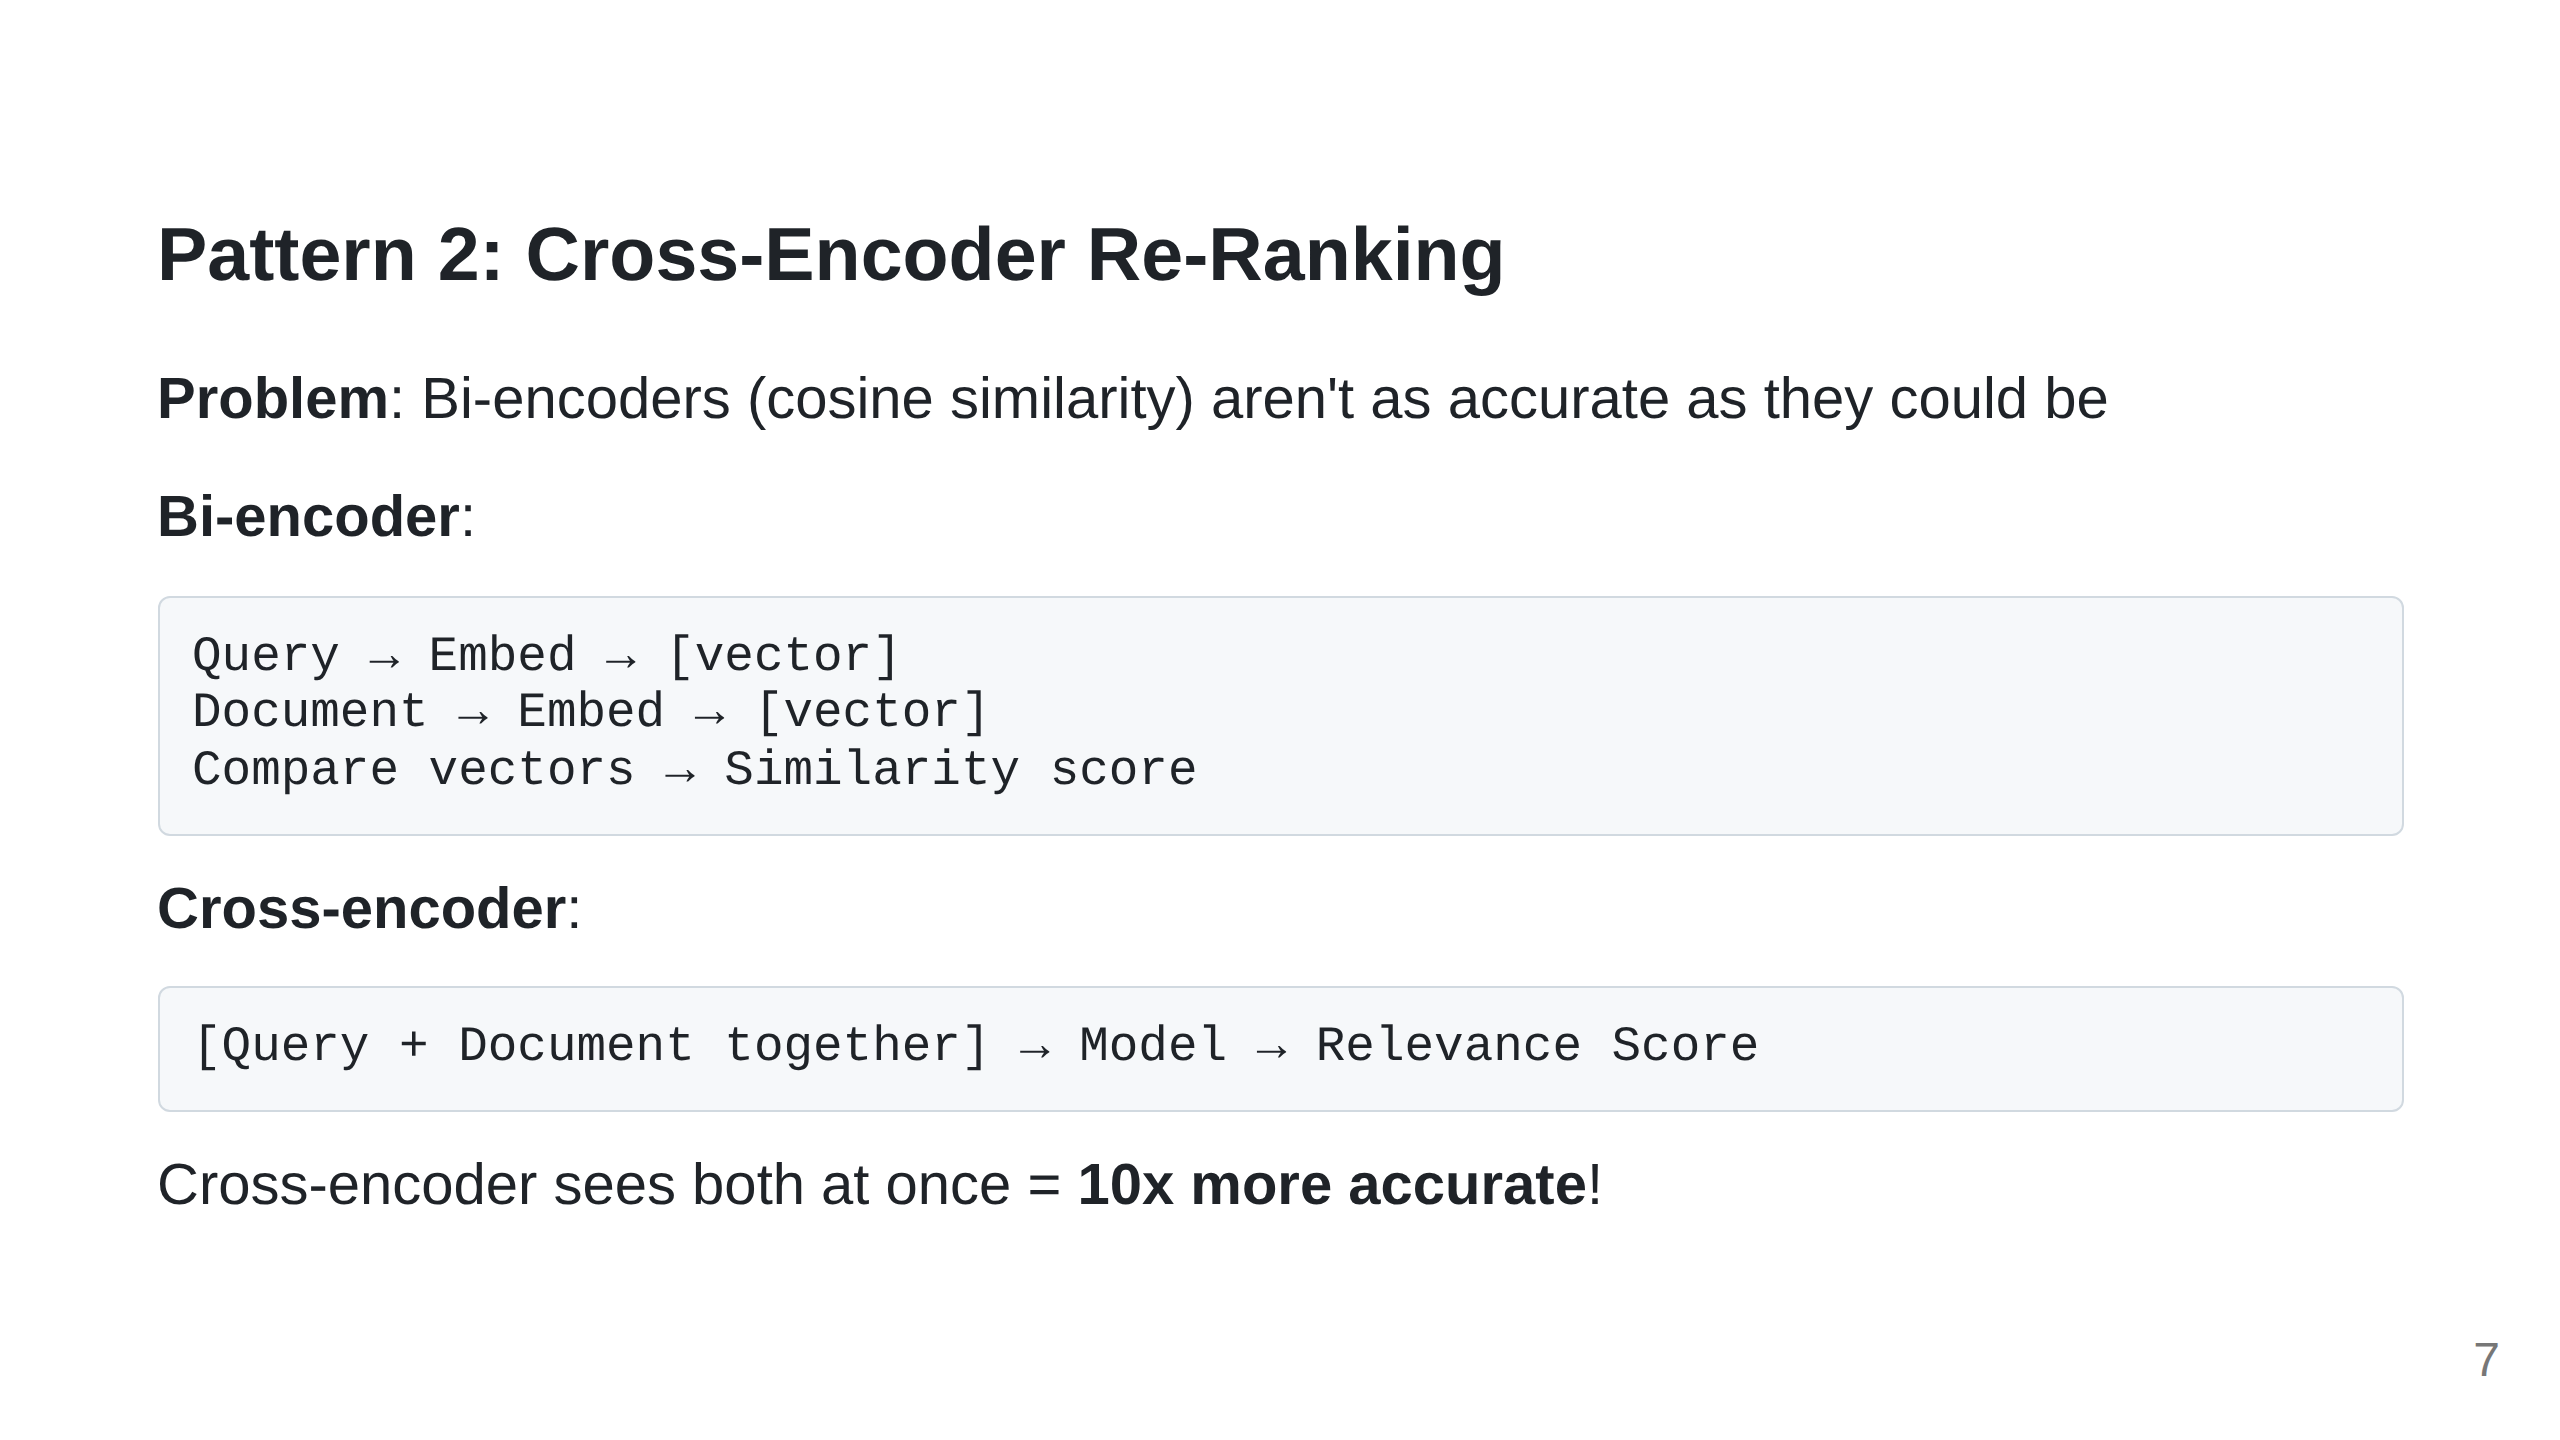 Pattern 2: Cross-Encoder Re-Ranking
Problem: Bi-encoders (cosine similarity) aren't as accurate as they could be
Bi-encoder:
Query → Embed → [vector]
Document → Embed → [vector]
Compare vectors → Similarity score
Cross-encoder:
[Query + Document together] → Model → Relevance Score
Cross-encoder sees both at once = 10x more accurate!
7